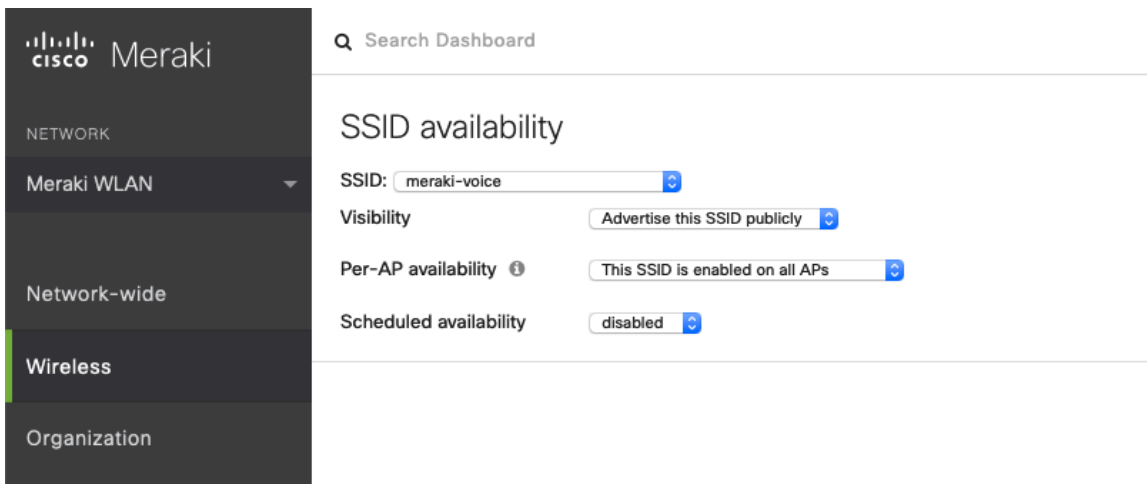 cisco Meraki
Search Dashboard
NETWORK
Meraki WLAN
Network-wide
Wireless
Organization
SSID availability
SSID: meraki-voice
Visibility Advertise this SSID publicly
Per-AP availability i This SSID is enabled on all APs
Scheduled availability disabled